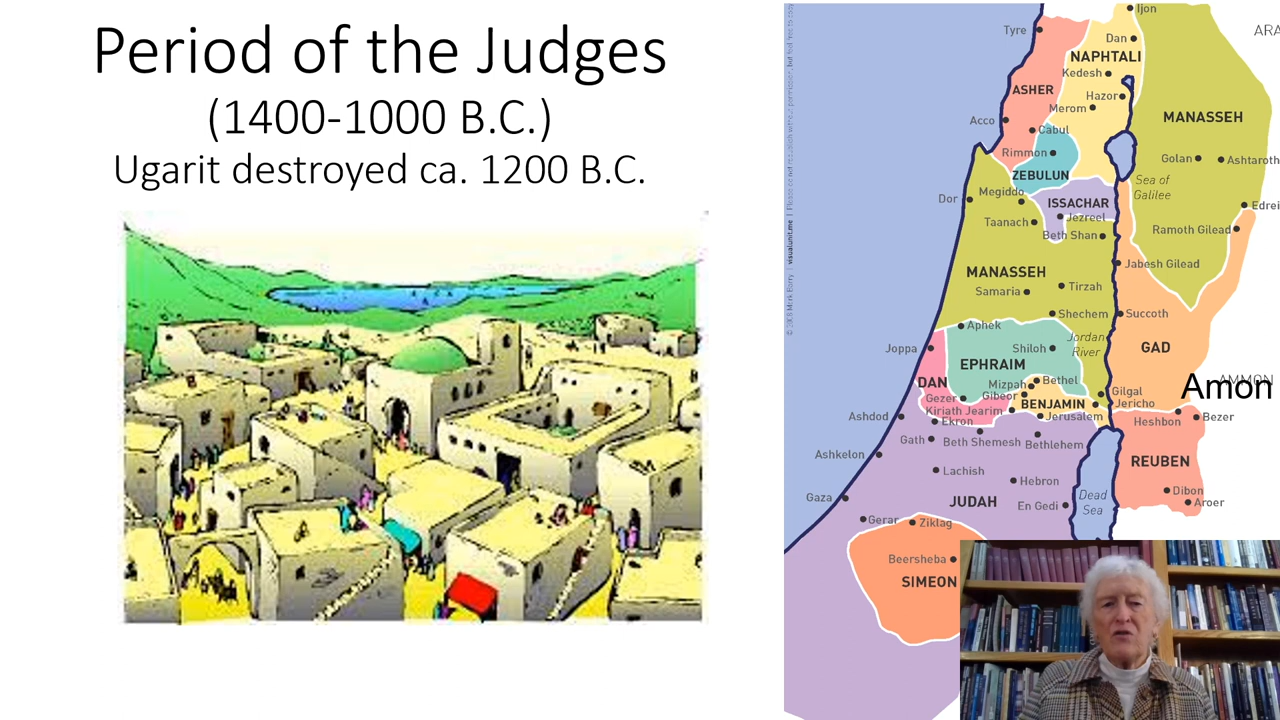 Period of the Judges
(1400-1000 B.C.)
Ugarit destroyed ca. 1200 B.C.
Ijon
Tyre
ARA
Dan
NAPHTALI
Kedesh
ASHER
Hazor
Merom
MANASSEH
Acco
Cabul
Rimmon
Golan
Ashtaroth
ZEBULUN
Sea of
Galilee
Megiddo
Dor
ISSACHAR
Edrei
Jezreel
Taanach
Ramoth Gilead
Beth Shan
Jabesh Gilead
MANASSEH
Tirzah
Samaria
Shechem
Succoth
Aphek
Jordan
River
Joppa
Shiloh
GAD
EPHRAIM
AMMON
Amon
DAN
Mizpah
Bethel
Gilgal
Gezer
Gibeor
BENJAMIN
Jericho
Kiriath Jearim
Jerusalem
Heshbon
Bezer
Ashdod
Ekron
Gath
Beth Shemesh
Bethlehem
Ashkelon
REUBEN
Lachish
Hebron
Dibon
Gaza
JUDAH
En Gedi
Dead
Sea
Aroer
Gerar
Ziklag
Beersheba
SIMEON